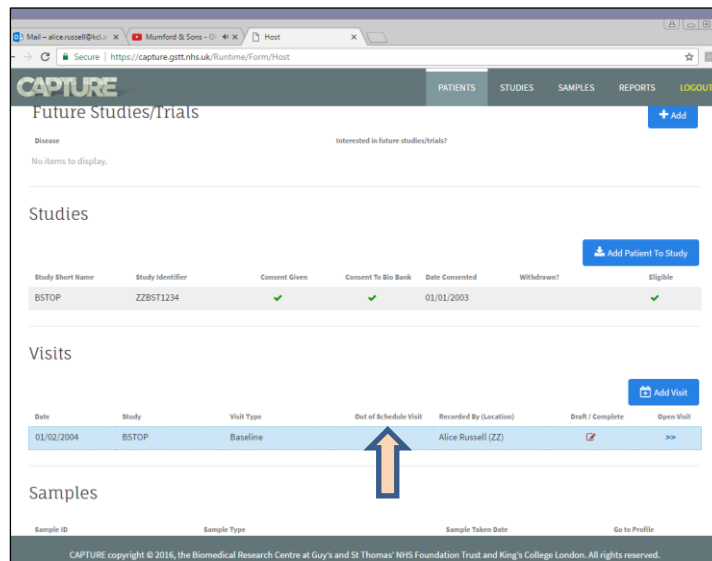 Mail – alice.russell@kcl.a
Mumford & Sons - G
Host
Secure | https://capture.gstt.nhs.uk/Runtime/Form/Host
CAPTURE PATIENTS STUDIES SAMPLES REPORTS LOGOUT
Future Studies/Trials
+ Add
Disease Interested in future studies/trials?
No items to display.
Studies
Add Patient To Study
Study Short Name Study Identifier Consent Given Consent To Bio Bank Date Consented Withdrawn? Eligible
BSTOP ZZBST1234 01/01/2003
Visits
Add Visit
Date Study Visit Type Out of Schedule Visit Recorded By (Location) Draft / Complete Open Visit
01/02/2004 BSTOP Baseline Alice Russell (ZZ) >>
Samples
Sample ID Sample Type Sample Taken Date Go to Profile
CAPTURE copyright © 2016, the Biomedical Research Centre at Guy's and St Thomas' NHS Foundation Trust and King's College London. All rights reserved.